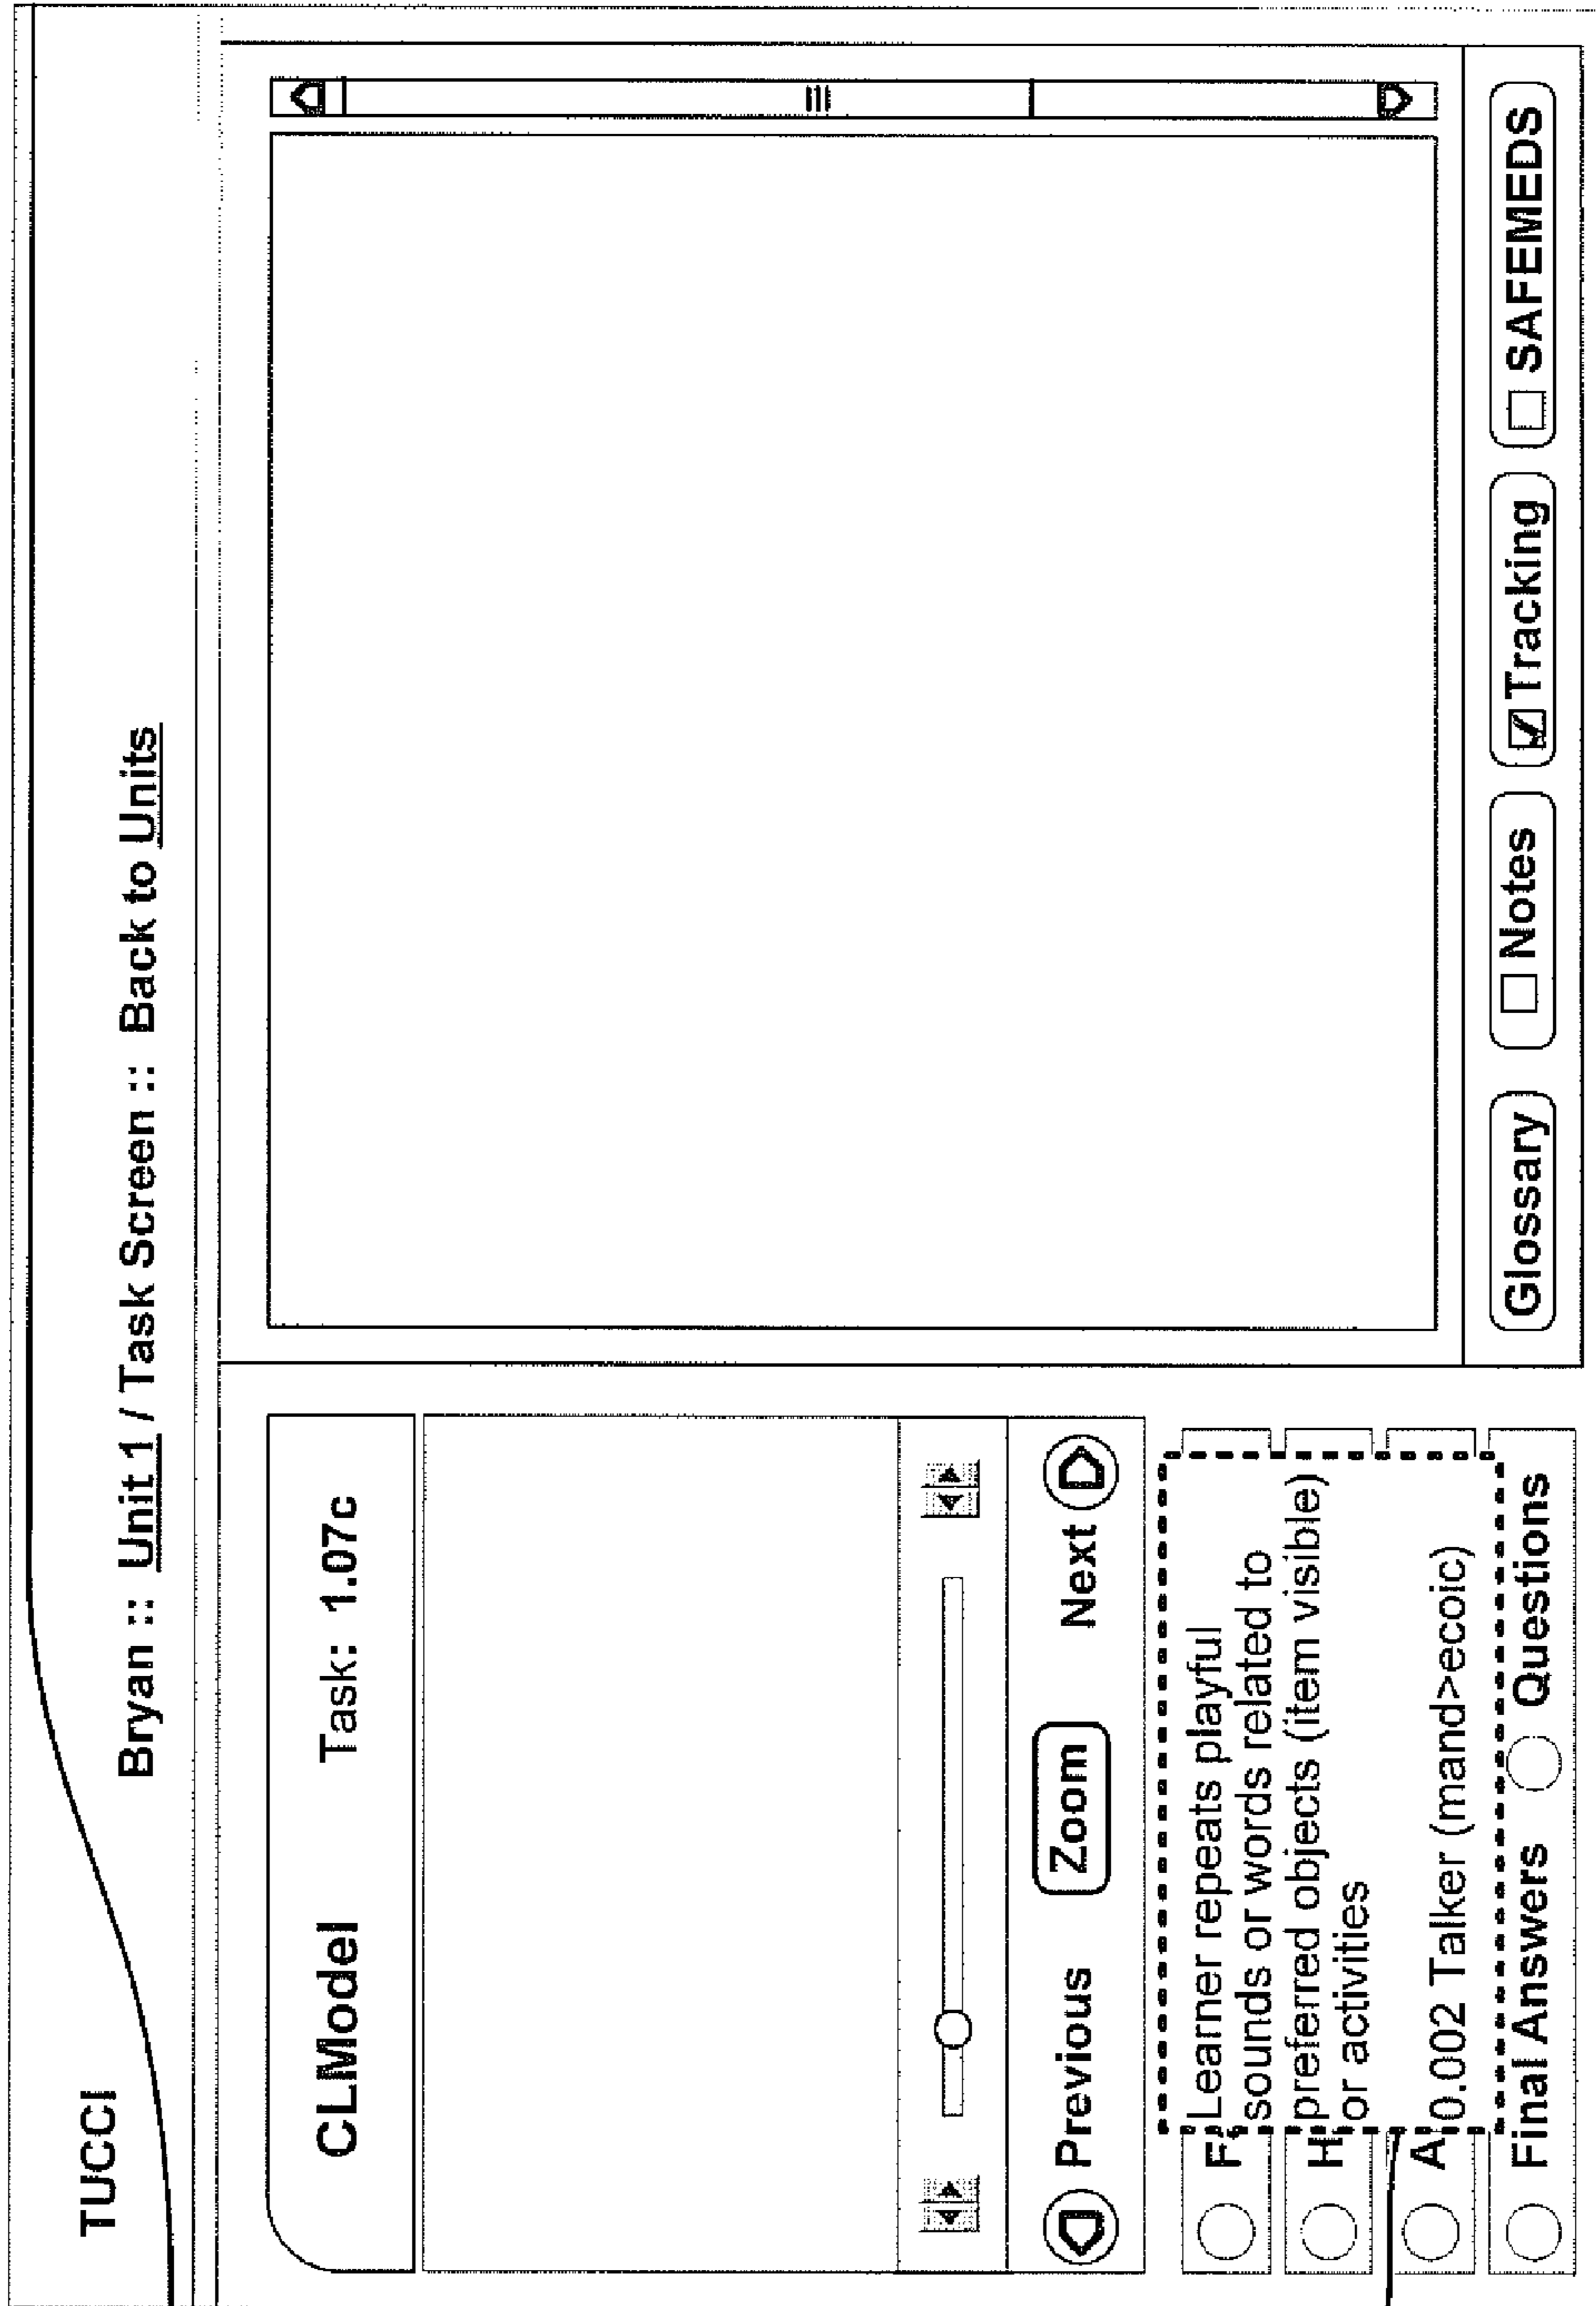 TUCCI
Bryan :: Unit 1 / Task Screen :: Back to Units
CLModel Task: 1.07c
Previous Zoom Next
F
H
A
Learner repeats playful
sounds or words related to
preferred objects (item visible)
or activities
0.002 Talker (mand>ecoic)
Final Answers Questions
Glossary Notes Tracking SAFEMEDS